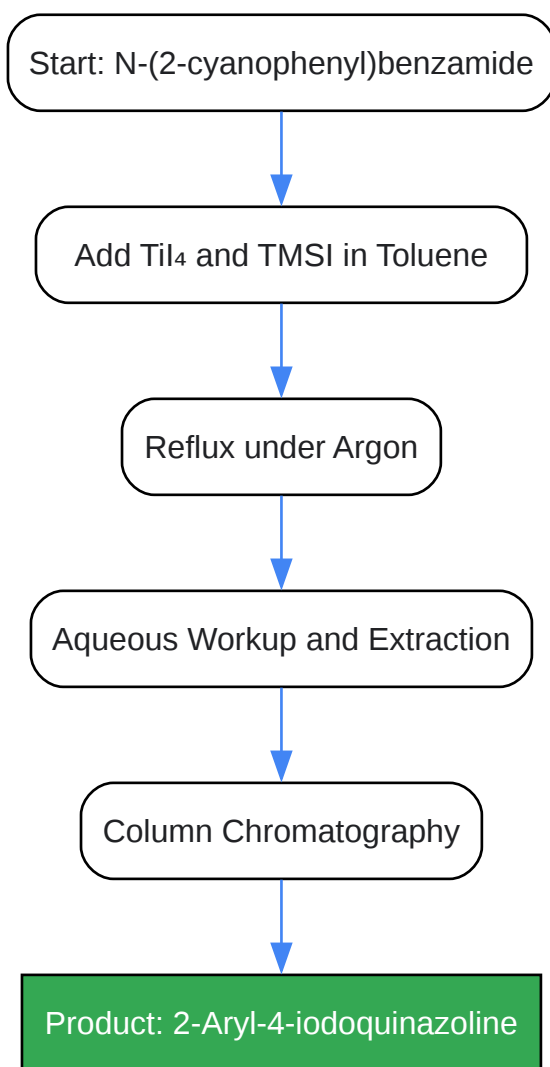 Start: N-(2-cyanophenyl)benzamide
Add TiI₄ and TMSI in Toluene
Reflux under Argon
Aqueous Workup and Extraction
Column Chromatography
Product: 2-Aryl-4-iodoquinazoline